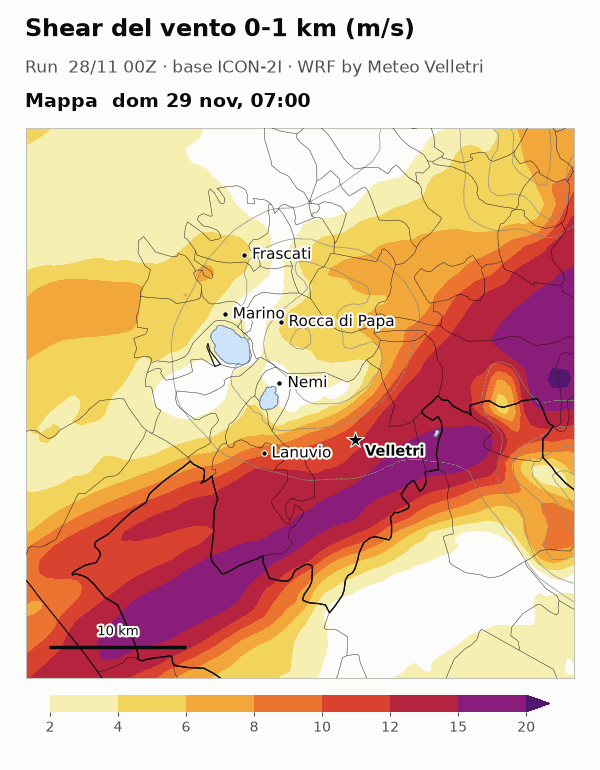 Shear del vento 0-1 km (m/s)
Run  28/11 00Z · base ICON-2I · WRF by Meteo Velletri
Mappa  dom 29 nov, 07:00
Frascati
Marino
Rocca di Papa
Nemi
Lanuvio
Velletri
10 km
2 4 6 8 10 12 15 20